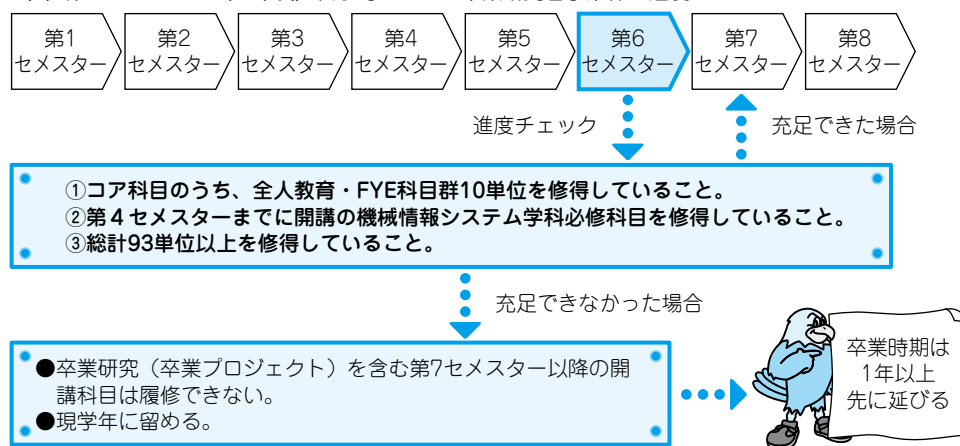 第1
セメスター
第2
セメスター
第3
セメスター
第4
セメスター
第5
セメスター
第6
セメスター
第7
セメスター
第8
セメスター
進度チェック
充足できた場合
①コア科目のうち、全人教育・FYE科目群10単位を修得していること。
②第4セメスターまでに開講の機械情報システム学科必修科目を修得していること。
③総計93単位以上を修得していること。
充足できなかった場合
●卒業研究（卒業プロジェクト）を含む第7セメスター以降の開
講科目は履修できない。
●現学年に留める。
卒業時期は
1年以上
先に延びる